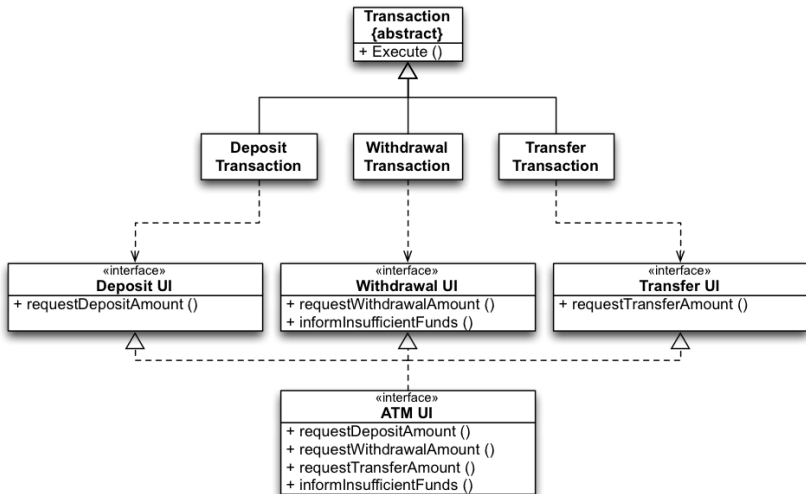 Transaction
{abstract}
+ Execute ()
Deposit
Transaction
Withdrawal
Transaction
Transfer
Transaction
«interface»
Deposit UI
+ requestDepositAmount ()
«interface»
Withdrawal UI
+ requestWithdrawalAmount ()
+ informInsufficientFunds ()
«interface»
Transfer UI
+ requestTransferAmount ()
«interface»
ATM UI
+ requestDepositAmount ()
+ requestWithdrawalAmount ()
+ requestTransferAmount ()
+ informInsufficientFunds ()